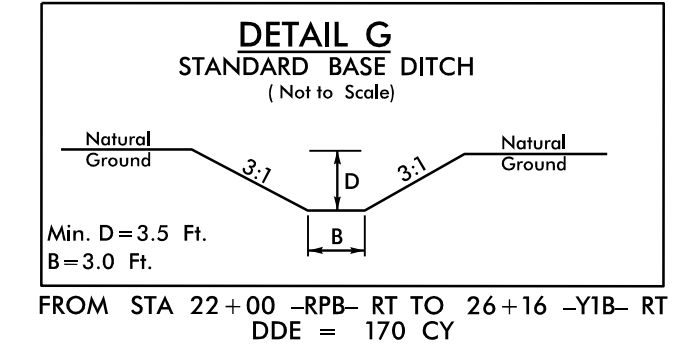 DETAIL G
STANDARD BASE DITCH
( Not to Scale)
Natural
Ground
3:1
D
3:1
Natural
Ground
B
Min. D=3.5 Ft.
B=3.0 Ft.
FROM STA 22+00 -RPB- RT TO 26+16 -Y1B- RT
DDE = 170 CY